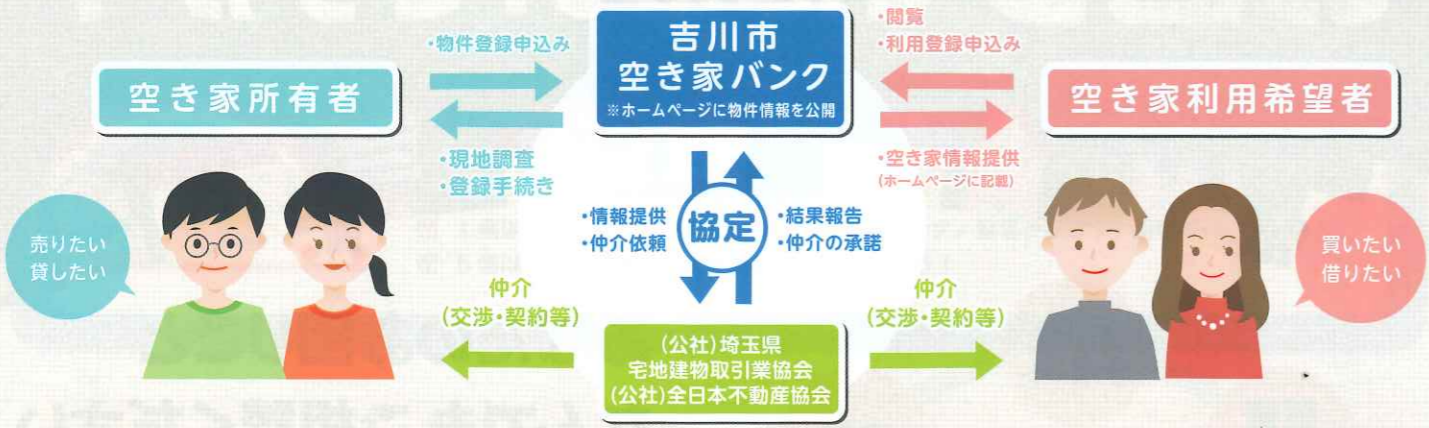 ・物件登録申込み
吉川市
空き家バンク
※ホームページに物件情報を公開
・閲覧
・利用登録申込み
空き家所有者
空き家利用希望者
・現地調査
・登録手続き
・空き家情報提供
(ホームページに記載)
売りたい
貸したい
・情報提供
・仲介依頼
協定
・結果報告
・仲介の承諾
買いたい
借りたい
仲介
(交渉・契約等)
仲介
(交渉・契約等)
(公社)埼玉県
宅地建物取引業協会
(公社)全日本不動産協会